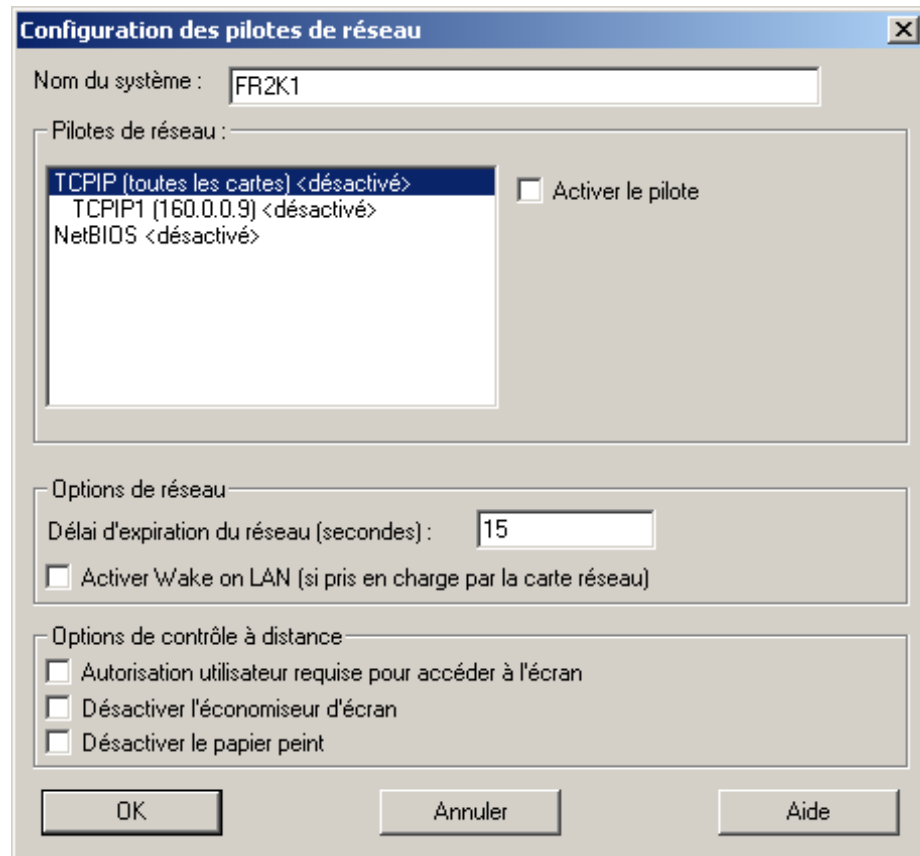 Configuration des pilotes de réseau
Nom du système :
FR2K1
Pilotes de réseau :
TCPIP (toutes les cartes) <désactivé>
TCPIP1 (160.0.0.9) <désactivé>
NetBIOS <désactivé>
Activer le pilote
Options de réseau
Délai d'expiration du réseau (secondes) :
15
Activer Wake on LAN (si pris en charge par la carte réseau)
Options de contrôle à distance
Autorisation utilisateur requise pour accéder à l'écran
Désactiver l'économiseur d'écran
Désactiver le papier peint
OK
Annuler
Aide